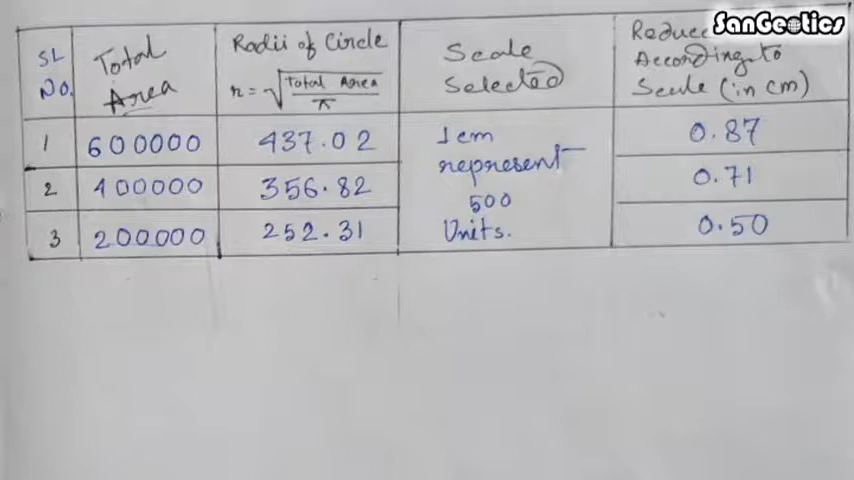 SanGeotics
SL No.
Total Area
Radii of Circle
r = √Total Area/π
Scale Selected
According to
Scale (in cm)
1 600000 437.02 1 cm represent 500 Units. 0.87
2 400000 356.82 0.71
3 200000 252.31 0.50